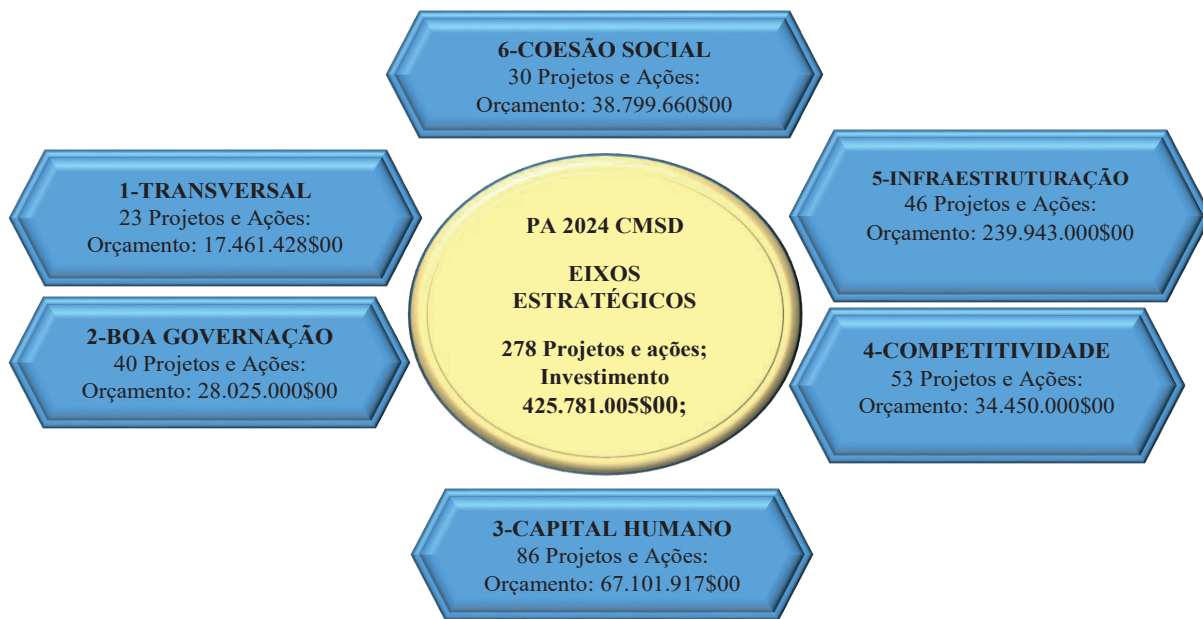 6-COESÃO SOCIAL
30 Projetos e Ações:
Orçamento: 38.799.660$00
1-TRANSVERSAL
23 Projetos e Ações:
Orçamento: 17.461.428$00
2-BOA GOVERNAÇÃO
40 Projetos e Ações:
Orçamento: 28.025.000$00
PA 2024 CMSD
EIXOS
ESTRATÉGICOS
278 Projetos e ações;
Investimento
425.781.005$00;
5-INFRAESTRUTURAÇÃO
46 Projetos e Ações:
Orçamento: 239.943.000$00
4-COMPETITIVIDADE
53 Projetos e Ações:
Orçamento: 34.450.000$00
3-CAPITAL HUMANO
86 Projetos e Ações:
Orçamento: 67.101.917$00